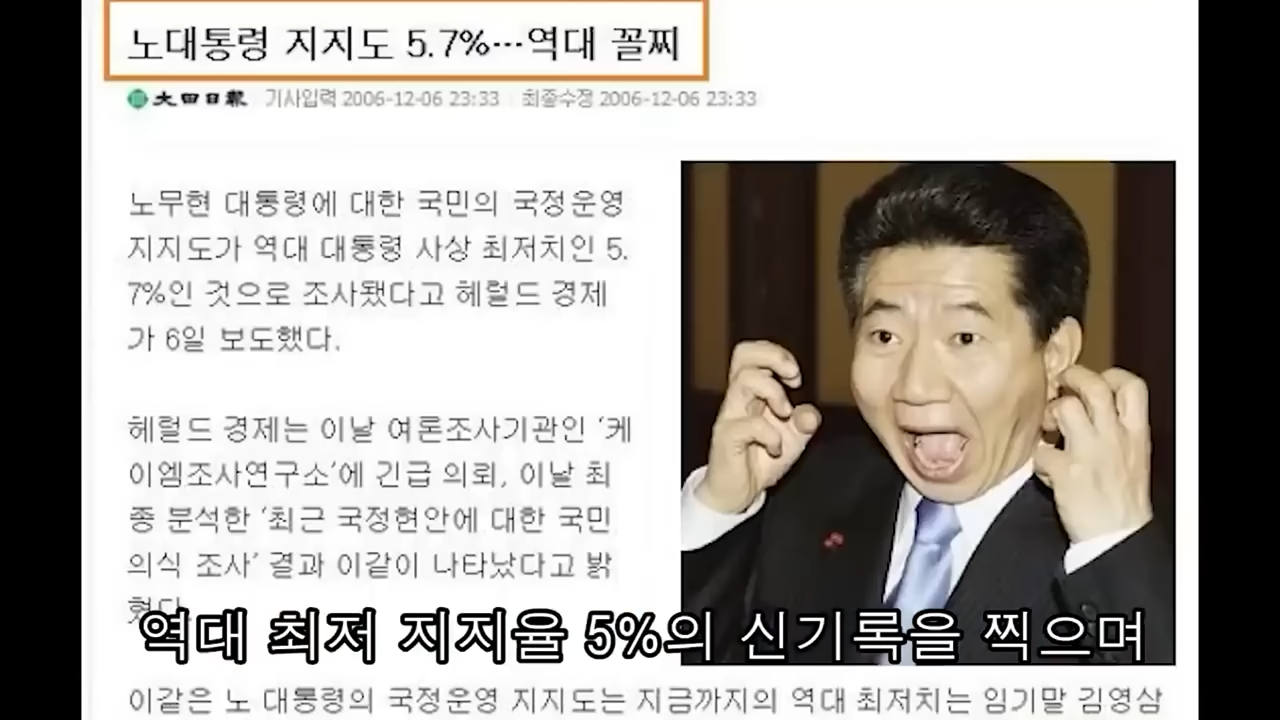 노대통령 지지도 5.7%…역대 꼴찌
大田日報 기사입력 2006-12-06 23:33 | 최종수정 2006-12-06 23:33
노무현 대통령에 대한 국민의 국정운영
지지도가 역대 대통령 사상 최저치인 5.
7%인 것으로 조사됐다고 헤럴드 경제
가 6일 보도했다.
헤럴드 경제는 이날 여론조사기관인 ‘케
이엠조사연구소’에 긴급 의뢰, 이날 최
종 분석한 ‘최근 국정현안에 대한 국민
의식 조사’ 결과 이같이 나타났다고 밝
혔다.
역대 최저 지지율 5%의 신기록을 찍으며
이같은 노 대통령의 국정운영 지지도는 지금까지의 역대 최저치는 임기말 김영삼